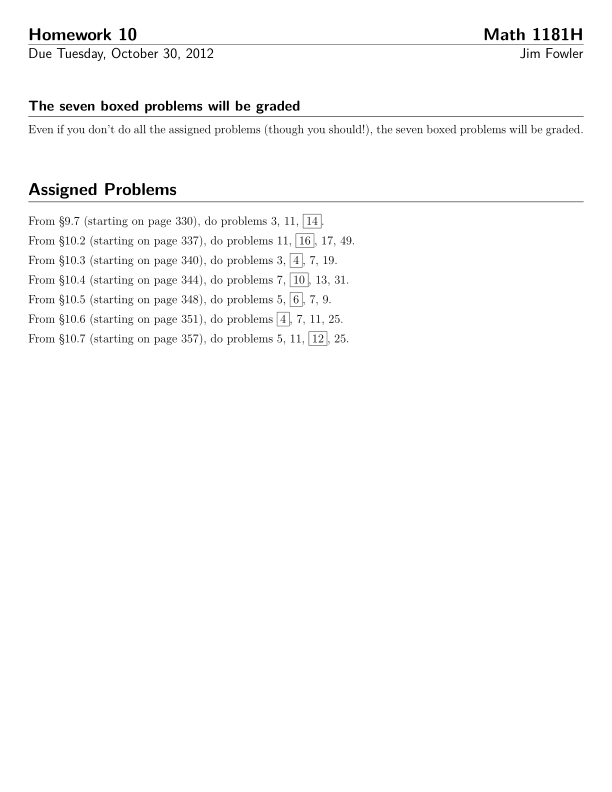 Homework 10 Math 1181H
Due Tuesday, October 30, 2012 Jim Fowler
The seven boxed problems will be graded
Even if you don't do all the assigned problems (though you should!), the seven boxed problems will be graded.
Assigned Problems
From §9.7 (starting on page 330), do problems 3, 11, 14.
From §10.2 (starting on page 337), do problems 11, 16, 17, 49.
From §10.3 (starting on page 340), do problems 3, 4, 7, 19.
From §10.4 (starting on page 344), do problems 7, 10, 13, 31.
From §10.5 (starting on page 348), do problems 5, 6, 7, 9.
From §10.6 (starting on page 351), do problems 4, 7, 11, 25.
From §10.7 (starting on page 357), do problems 5, 11, 12, 25.